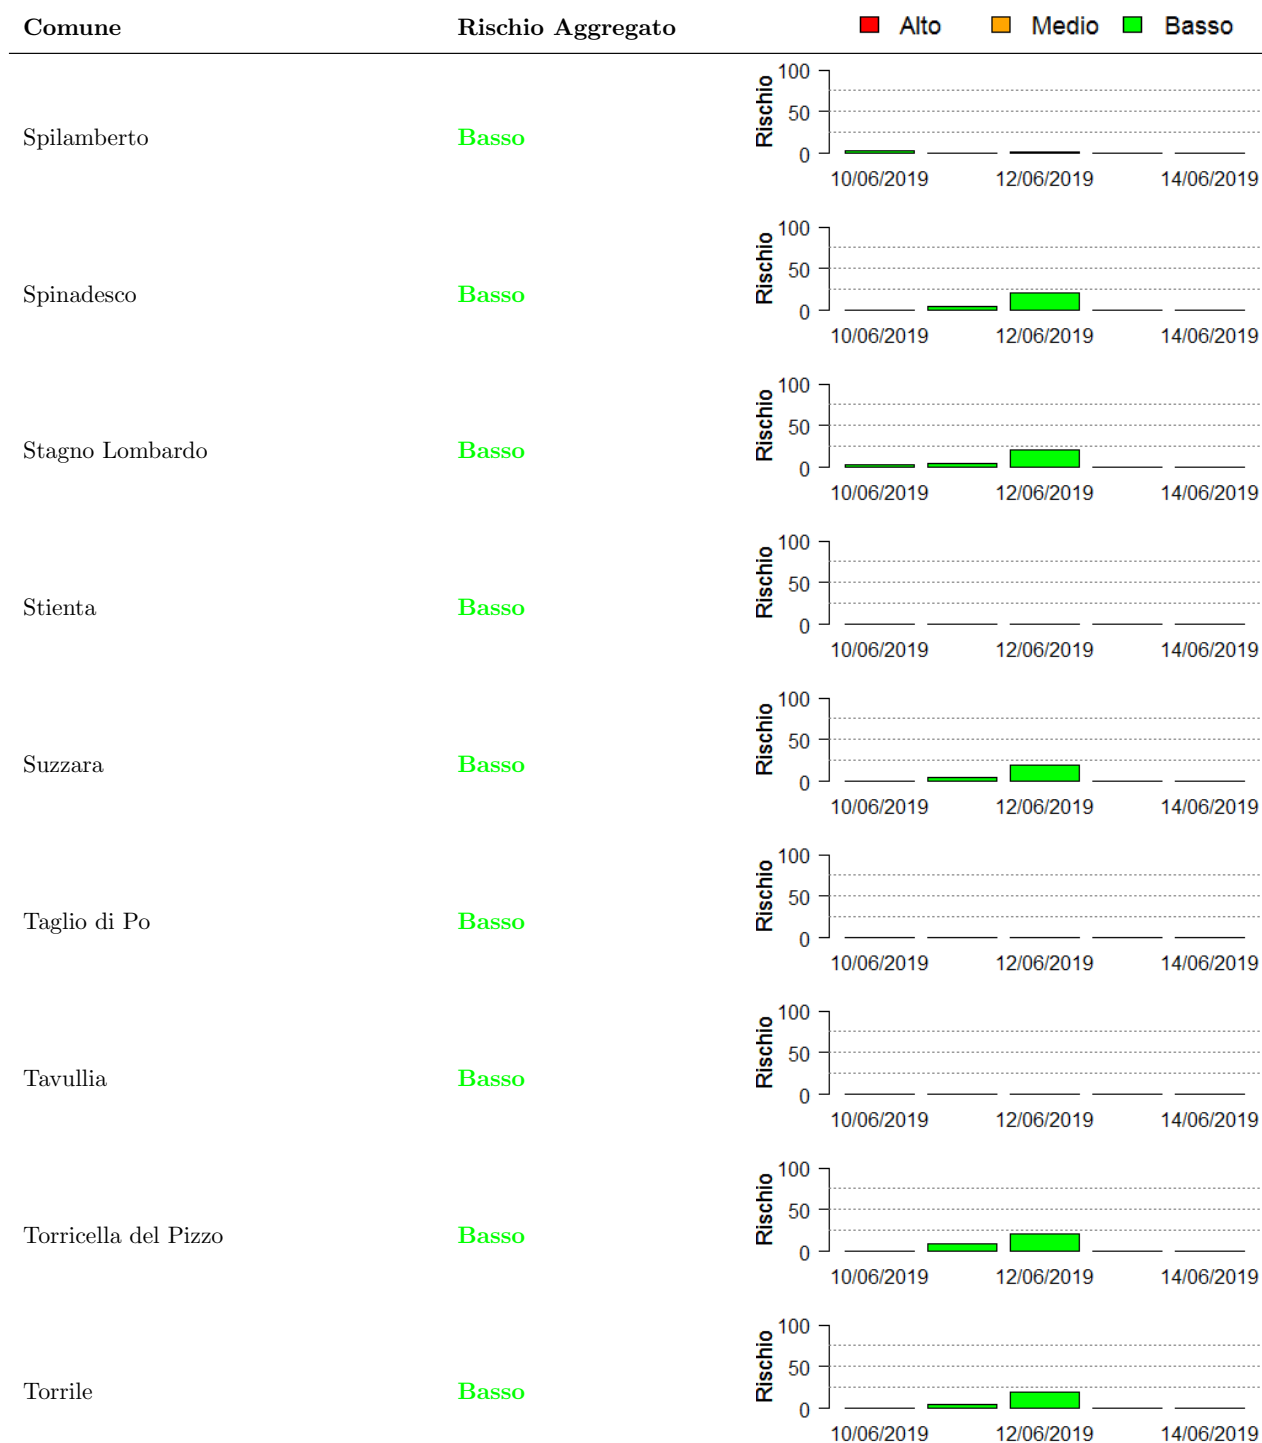 Comune Rischio Aggregato Alto Medio Basso
Spilamberto Basso Rischio 100 50 0
10/06/2019 12/06/2019 14/06/2019
Spinadesco Basso Rischio 100 50 0
10/06/2019 12/06/2019 14/06/2019
Stagno Lombardo Basso Rischio 100 50 0
10/06/2019 12/06/2019 14/06/2019
Stienta Basso Rischio 100 50 0
10/06/2019 12/06/2019 14/06/2019
Suzzara Basso Rischio 100 50 0
10/06/2019 12/06/2019 14/06/2019
Taglio di Po Basso Rischio 100 50 0
10/06/2019 12/06/2019 14/06/2019
Tavullia Basso Rischio 100 50 0
10/06/2019 12/06/2019 14/06/2019
Torricella del Pizzo Basso Rischio 100 50 0
10/06/2019 12/06/2019 14/06/2019
Torrile Basso Rischio 100 50 0
10/06/2019 12/06/2019 14/06/2019